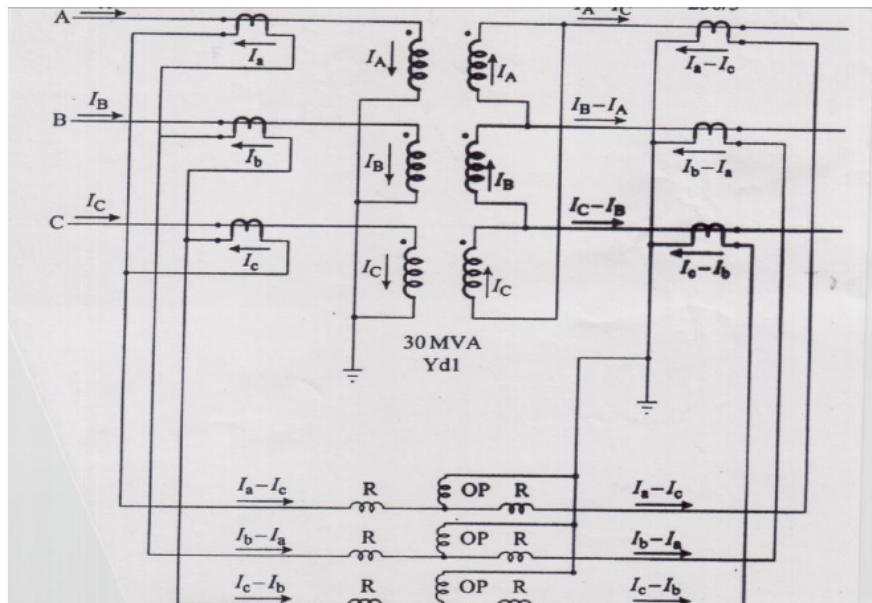 A
I_A–I_C
I_a
I_A
I_A
I_a–I_c
I_B
B
I_B–I_A
I_b
I_B
I_B
I_b–I_a
I_C
C
I_C–I_B
I_c
I_C
I_C
I_c–I_b
30 MVA
Yd1
I_a–I_c
R
OP
R
I_a–I_c
I_b–I_a
R
OP
R
I_b–I_a
I_c–I_b
R
OP
R
I_c–I_b